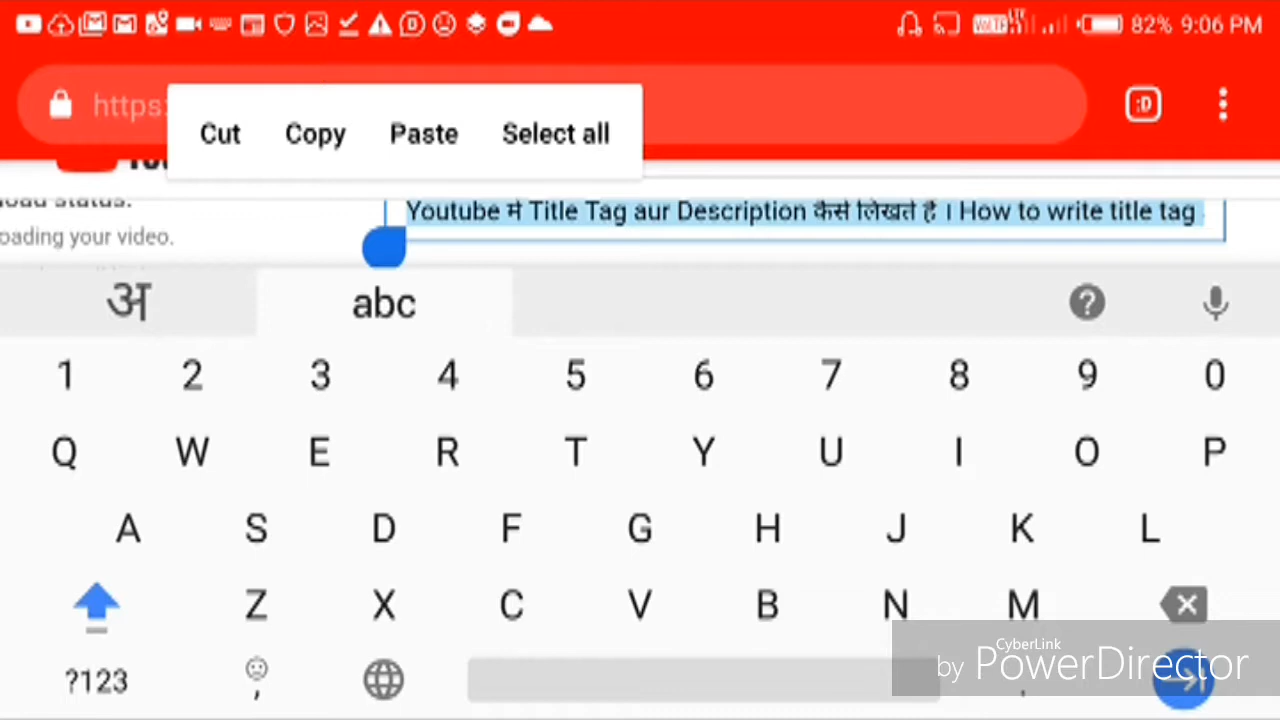 82% 9:06 PM
https:
:D
Cut Copy Paste Select all
load status:
oading your video.
Youtube में Title Tag aur Description कैसे लिखते है । How to write title tag
अ abc
1 2 3 4 5 6 7 8 9 0
Q W E R T Y U I O P
A S D F G H J K L
Z X C V B N M
?123 ,
CyberLink
by PowerDirector